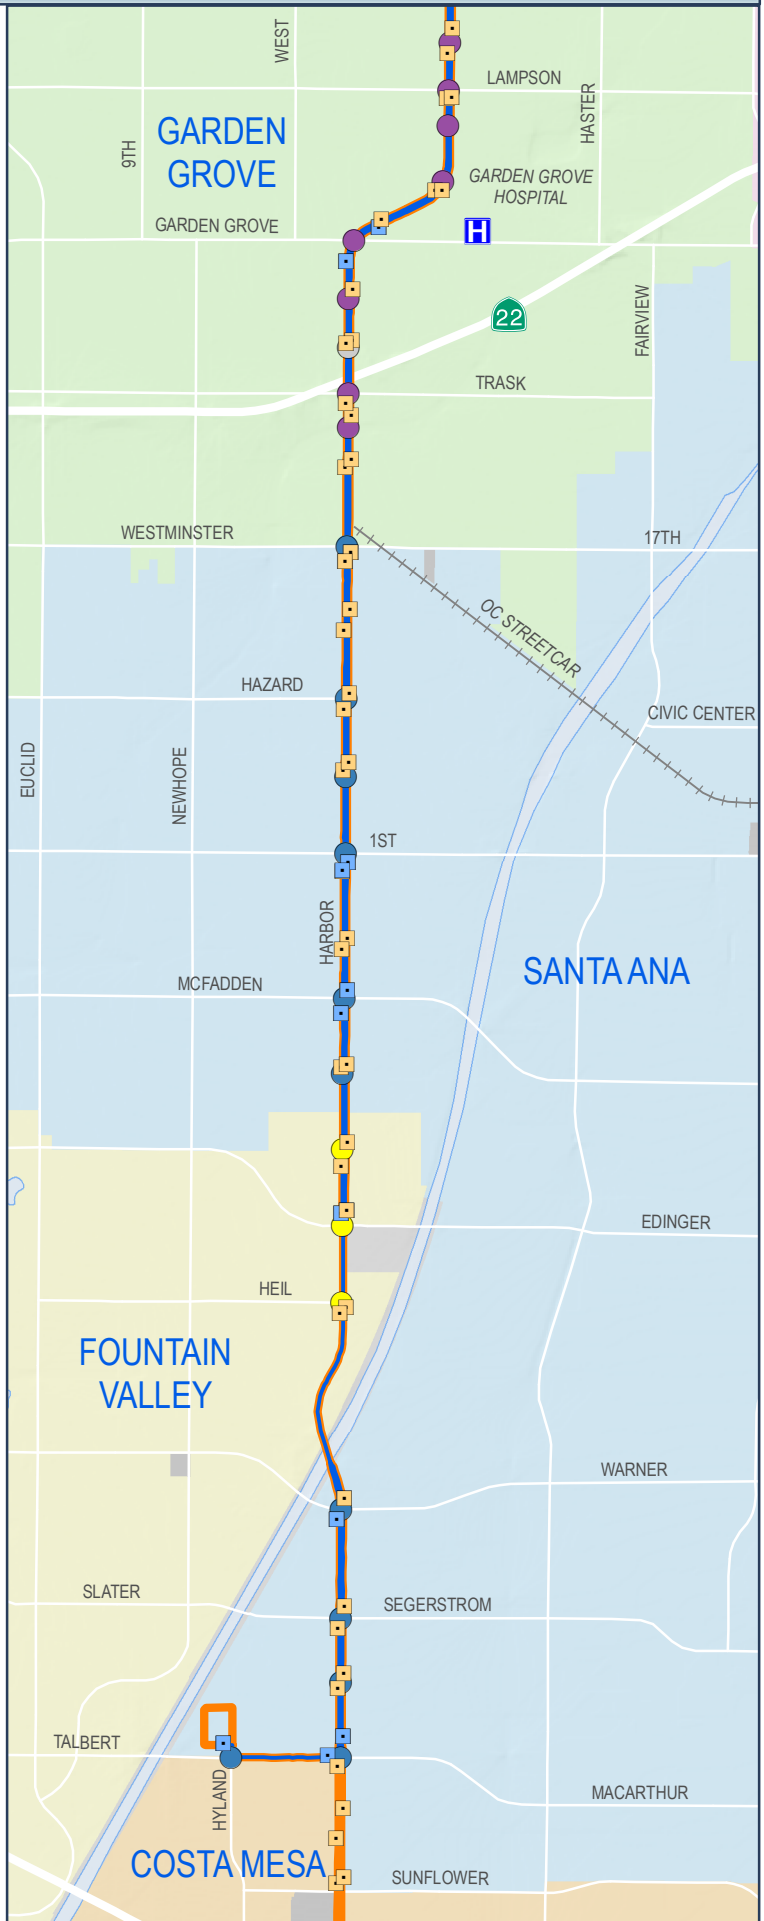 WEST
LAMPSON
HASTER
GARDEN
GROVE
9TH
GARDEN GROVE
HOSPITAL
GARDEN GROVE
H
22
FAIRVIEW
TRASK
WESTMINSTER
17TH
OC STREETCAR
HAZARD
CIVIC CENTER
EUCLID
NEWHOPE
1ST
HARBOR
SANTA ANA
MCFADDEN
EDINGER
HEIL
FOUNTAIN
VALLEY
WARNER
SLATER
SEGERSTROM
TALBERT
HYLAND
MACARTHUR
COSTA MESA
SUNFLOWER